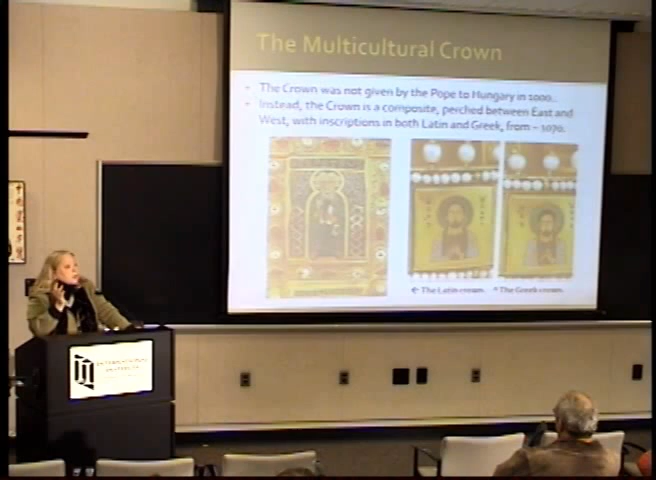 The Multicultural Crown
The Crown was not given by the Pope to Hungary in 1000.
Instead, the Crown is a composite, perched between East and
West, with inscriptions in both Latin and Greek, from ~ 1070.
← The Latin crown. ^ The Greek crown.